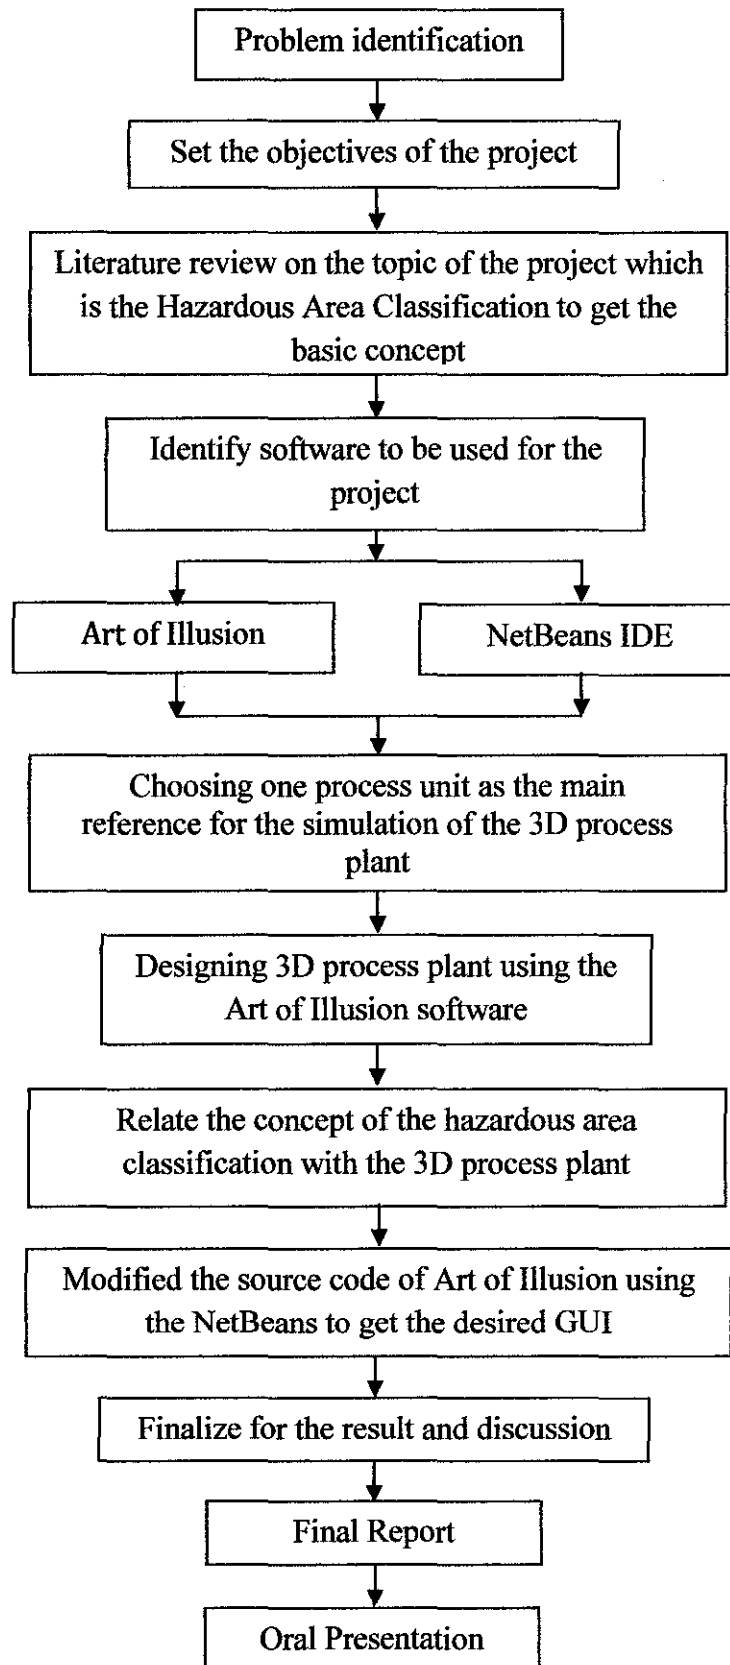 Problem identification
Set the objectives of the project
Literature review on the topic of the project which
is the Hazardous Area Classification to get the
basic concept
Identify software to be used for the
project
Art of Illusion
NetBeans IDE
Choosing one process unit as the main
reference for the simulation of the 3D process
plant
Designing 3D process plant using the
Art of Illusion software
Relate the concept of the hazardous area
classification with the 3D process plant
Modified the source code of Art of Illusion using
the NetBeans to get the desired GUI
Finalize for the result and discussion
Final Report
Oral Presentation